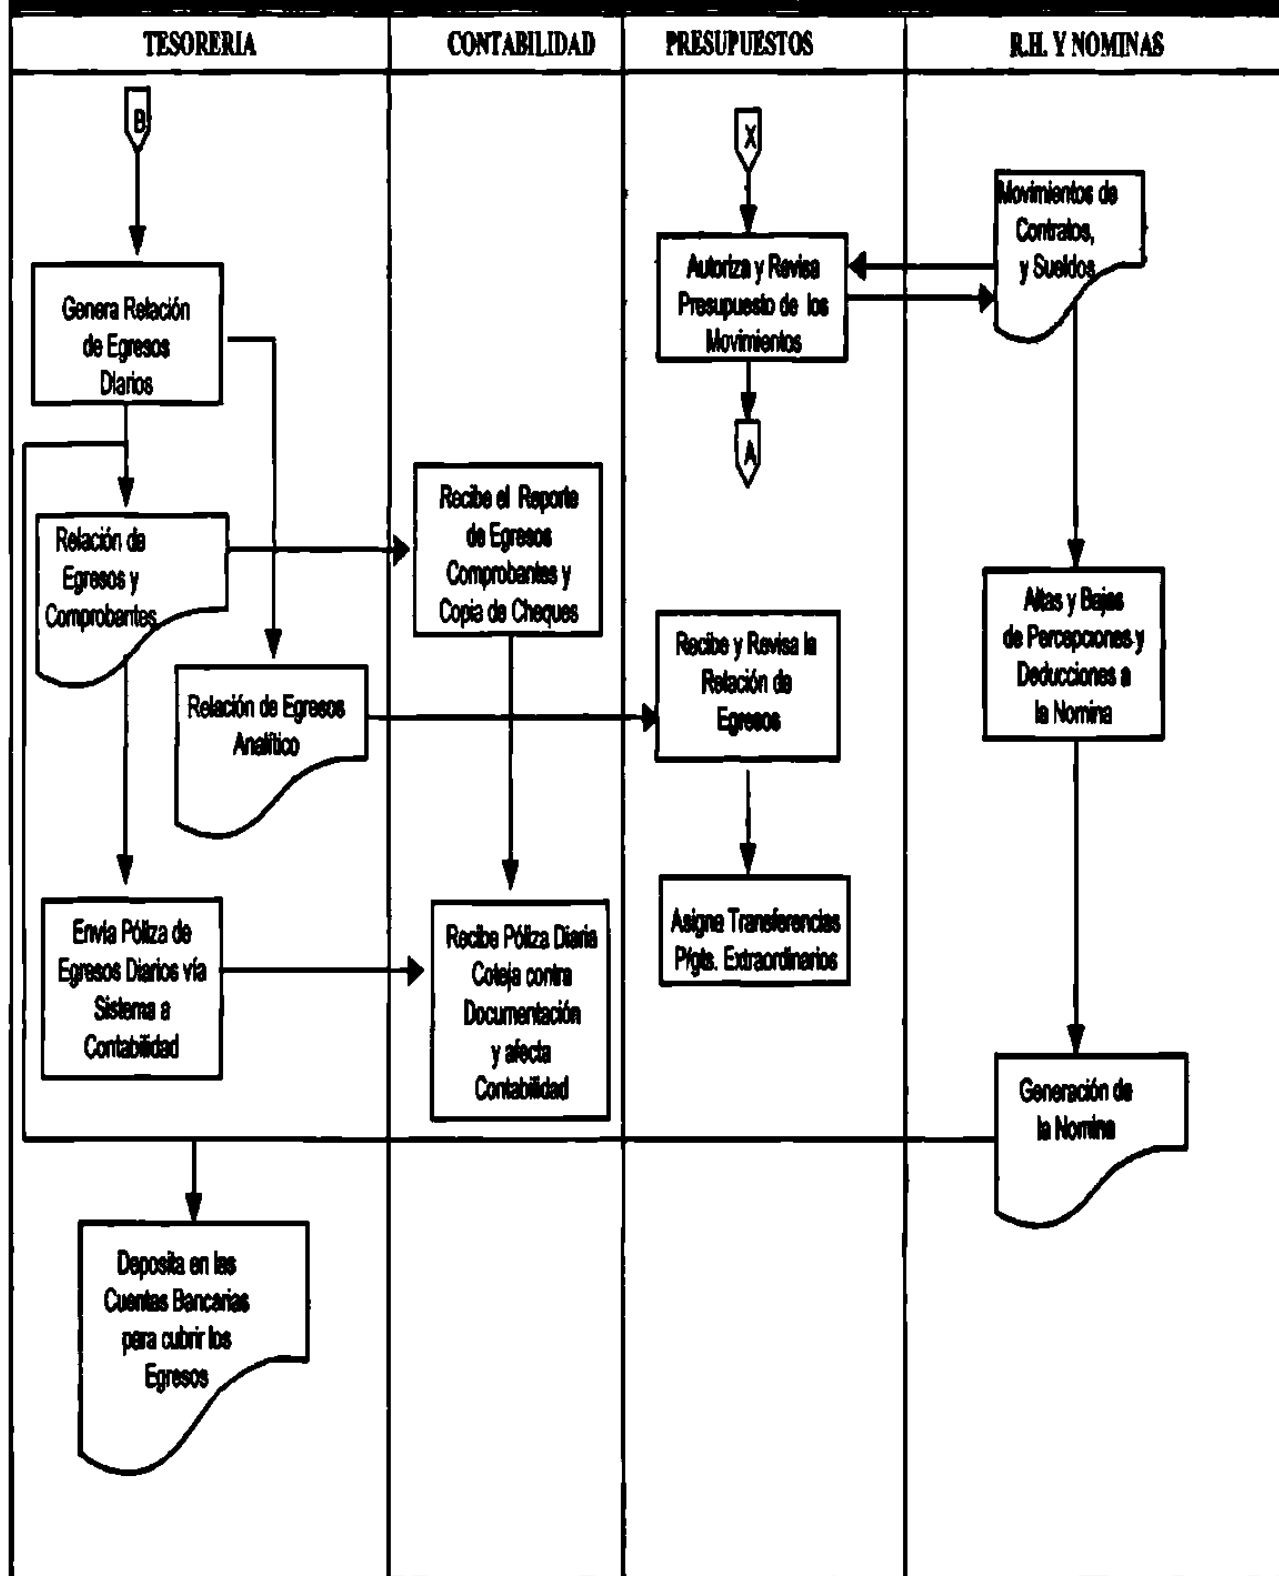 TESORERIA
CONTABILIDAD
PRESUPUESTOS
R.H. Y NOMINAS
B
Genera Relación
de Egresos
Diarios
Relación de
Egresos y
Comprobantes
Relación de Egresos
Analítico
Envía Póliza de
Egresos Diarios vía
Sistema a
Contabilidad
Deposita en las
Cuentas Bancarias
para cubrir los
Egresos
Recibe el Reporte
de Egresos
Comprobantes y
Copia de Cheques
Recibe Póliza Diaria
Coteja contra
Documentación
y afecta
Contabilidad
X
Autoriza y Revisa
Presupuesto de los
Movimientos
A
Recibe y Revisa la
Relación de
Egresos
Asigna Transferencias
P/gts. Extraordinarios
Movimientos de
Contratos,
y Sueldos
Altas y Bajas
de Percepciones y
Deducciones a
la Nomina
Generación de
la Nomina